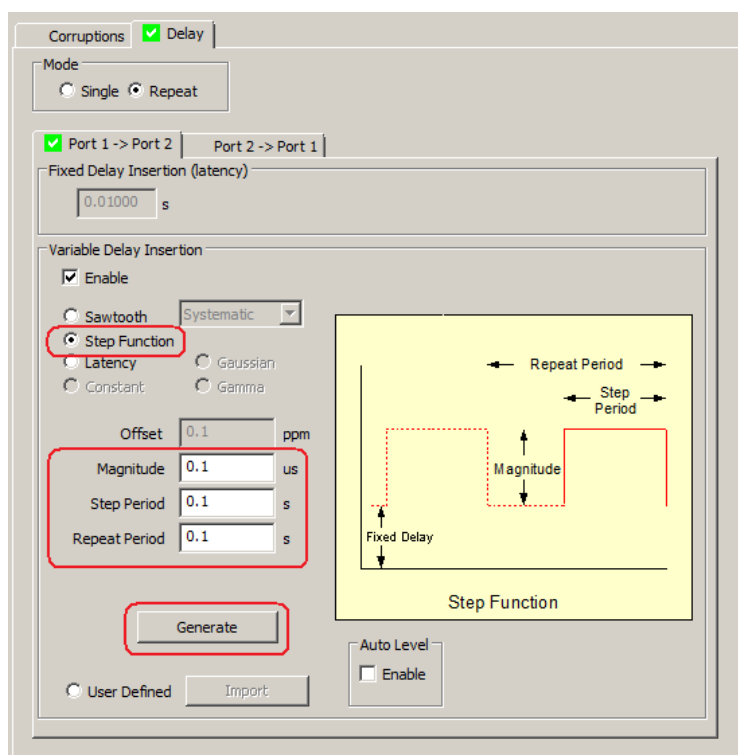 Corruptions Delay
Mode
Single Repeat
Port 1 -> Port 2 Port 2 -> Port 1
Fixed Delay Insertion (latency)
0.01000 s
Variable Delay Insertion
Enable
Sawtooth Systematic
Step Function
Latency Gaussian
Constant Gamma
Offset 0.1 ppm
Magnitude 0.1 us
Step Period 0.1 s
Repeat Period 0.1 s
Generate
User Defined Import
Repeat Period
Step
Period
Magnitude
Fixed Delay
Step Function
Auto Level
Enable